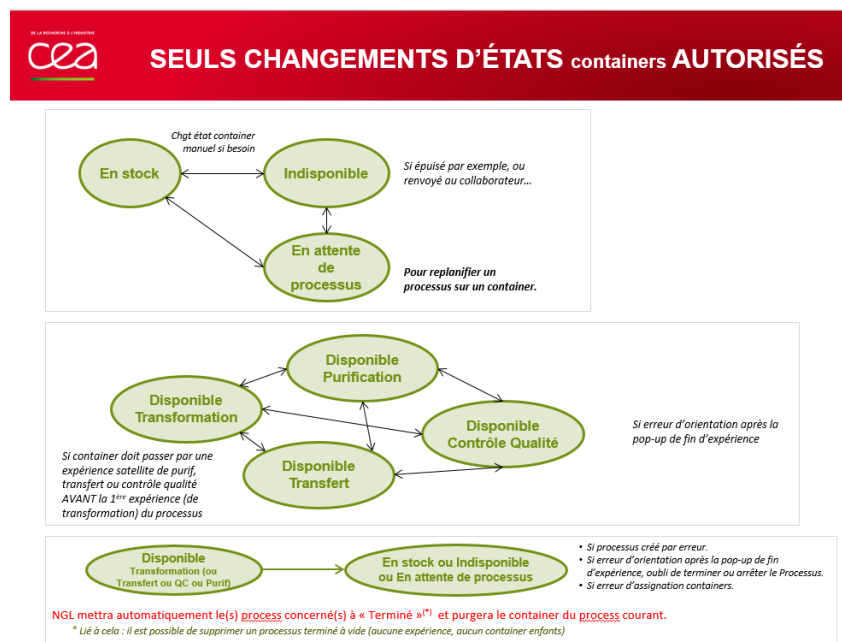 DE LA RECHERCHE À L'INDUSTRIE
cea
SEULS CHANGEMENTS D'ÉTATS containers AUTORISÉS
Chgt état container
manuel si besoin
En stock
Indisponible
Si épuisé par exemple, ou
renvoyé au collaborateur…
En attente
de
processus
Pour replanifier un
processus sur un container.
Disponible
Purification
Disponible
Transformation
Disponible
Contrôle Qualité
Si erreur d'orientation après la
pop-up de fin d'expérience
Disponible
Transfert
Si container doit passer par une
expérience satellite de purif,
transfert ou contrôle qualité
AVANT la 1ère expérience (de
transformation) du processus
Disponible
Transformation (ou
Transfert ou QC ou Purif)
En stock ou Indisponible
ou En attente de processus
• Si processus créé par erreur.
• Si erreur d'orientation après la pop-up de fin
d'expérience, oubli de terminer ou arrêter le Processus.
• Si erreur d'assignation containers.
NGL mettra automatiquement le(s) process concerné(s) à « Terminé »(*) et purgera le container du process courant.
* Lié à cela : il est possible de supprimer un processus terminé à vide (aucune expérience, aucun container enfants)